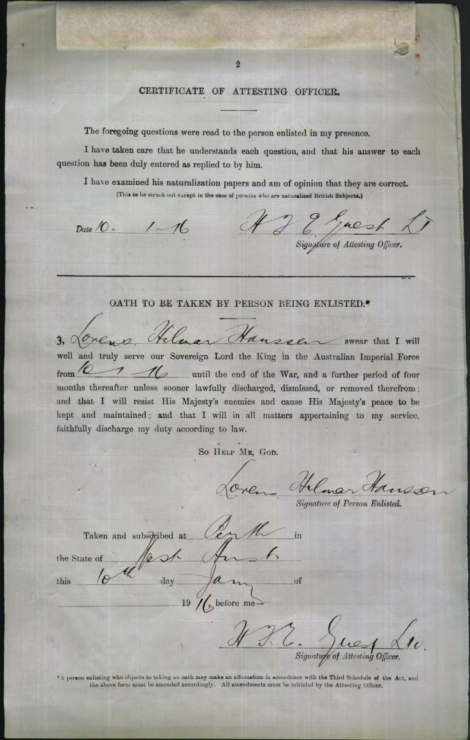 2
CERTIFICATE OF ATTESTING OFFICER.
The foregoing questions were read to the person enlisted in my presence.
I have taken care that he understands each question, and that his answer to each
question has been duly entered as replied to by him.
I have examined his naturalization papers and am of opinion that they are correct.
(This to be struck out except in the case of persons who are naturalized British Subjects.)
Date 10. 1-16 H F E Guest Lt
Signature of Attesting Officer.
OATH TO BE TAKEN BY PERSON BEING ENLISTED.*
3, Lorens Hilmar Hanssen swear that I will
well and truly serve our Sovereign Lord the King in the Australian Imperial Force
from 10 1 16 until the end of the War, and a further period of four
months thereafter unless sooner lawfully discharged, dismissed, or removed therefrom;
and that I will resist His Majesty's enemies and cause His Majesty's peace to be
kept and maintained; and that I will in all matters appertaining to my service,
faithfully discharge my duty according to law.
SO HELP ME, GOD.
Lorens Hilmar Hanssen
Signature of Person Enlisted.
Taken and subscribed at Perth in
the State of West Aust.
this 10th day Jany of
1916 before me—
H.F.E. Guest Lt.
Signature of Attesting Officer.
*A person enlisting who objects to taking an oath may make an affirmation in accordance with the Third Schedule of the Act, and
the above form must be amended accordingly. All amendments must be initialed by the Attesting Officer.